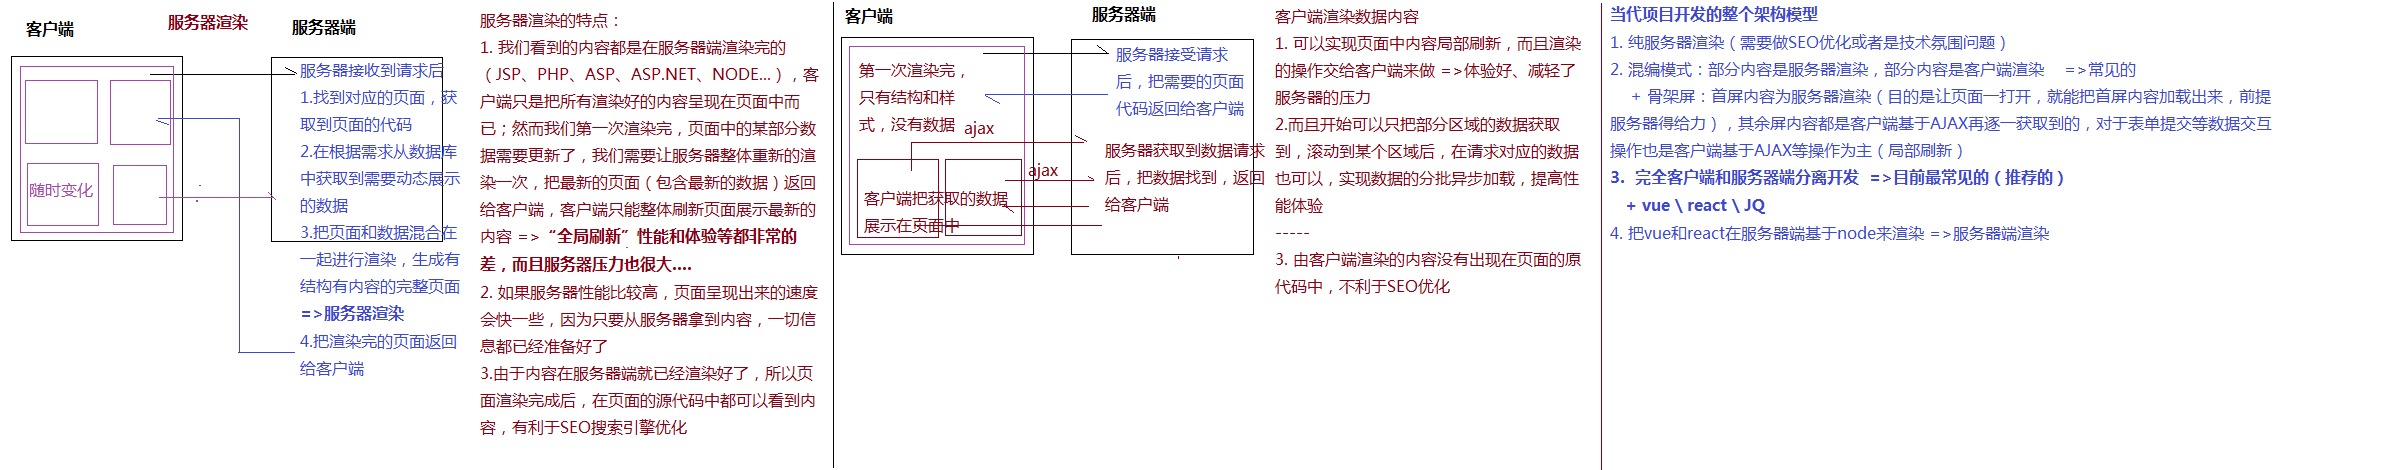 客户端
服务器渲染
服务器端
随时变化
服务器接收到请求后
1.找到对应的页面，获
取到页面的代码
2.在根据需求从数据库
中获取到需要动态展示
的数据
3.把页面和数据混合在
一起进行渲染，生成有
结构有内容的完整页面
=>服务器渲染
4.把渲染完的页面返回
给客户端
服务器渲染的特点：
1. 我们看到的内容都是在服务器端渲染完的
（JSP、PHP、ASP、ASP.NET、NODE...），客
户端只是把所有渲染好的内容呈现在页面中而
已；然而我们第一次渲染完，页面中的某部分数
据需要更新了，我们需要让服务器整体重新的渲
染一次，把最新的页面（包含最新的数据）返回
给客户端，客户端只能整体刷新页面展示最新的
内容 =>“全局刷新”性能和体验等都非常的
差，而且服务器压力也很大....
2. 如果服务器性能比较高，页面呈现出来的速度
会快一些，因为只要从服务器拿到内容，一切信
息都已经准备好了
3.由于内容在服务器端就已经渲染好了，所以页
面渲染完成后，在页面的源代码中都可以看到内
容，有利于SEO搜索引擎优化
客户端
服务器端
第一次渲染完，
只有结构和样
式，没有数据
ajax
ajax
客户端把获取的数据
展示在页面中
服务器接受请求
后，把需要的页面
代码返回给客户端
服务器获取到数据请求
后，把数据找到，返回
给客户端
客户端渲染数据内容
1. 可以实现页面中内容局部刷新，而且渲染
的操作交给客户端来做 =>体验好、减轻了
服务器的压力
2.而且开始可以只把部分区域的数据获取
到，滚动到某个区域后，在请求对应的数据
也可以，实现数据的分批异步加载，提高性
能体验
-----
3. 由客户端渲染的内容没有出现在页面的原
代码中，不利于SEO优化
当代项目开发的整个架构模型
1. 纯服务器渲染（需要做SEO优化或者是技术氛围问题）
2. 混编模式：部分内容是服务器渲染，部分内容是客户端渲染 =>常见的
+ 骨架屏：首屏内容为服务器渲染（目的是让页面一打开，就能把首屏内容加载出来，前提
服务器得给力），其余屏内容都是客户端基于AJAX再逐一获取到的，对于表单提交等数据交互
操作也是客户端基于AJAX等操作为主（局部刷新）
3. 完全客户端和服务器端分离开发 =>目前最常见的（推荐的）
+ vue \ react \ JQ
4. 把vue和react在服务器端基于node来渲染 =>服务器端渲染